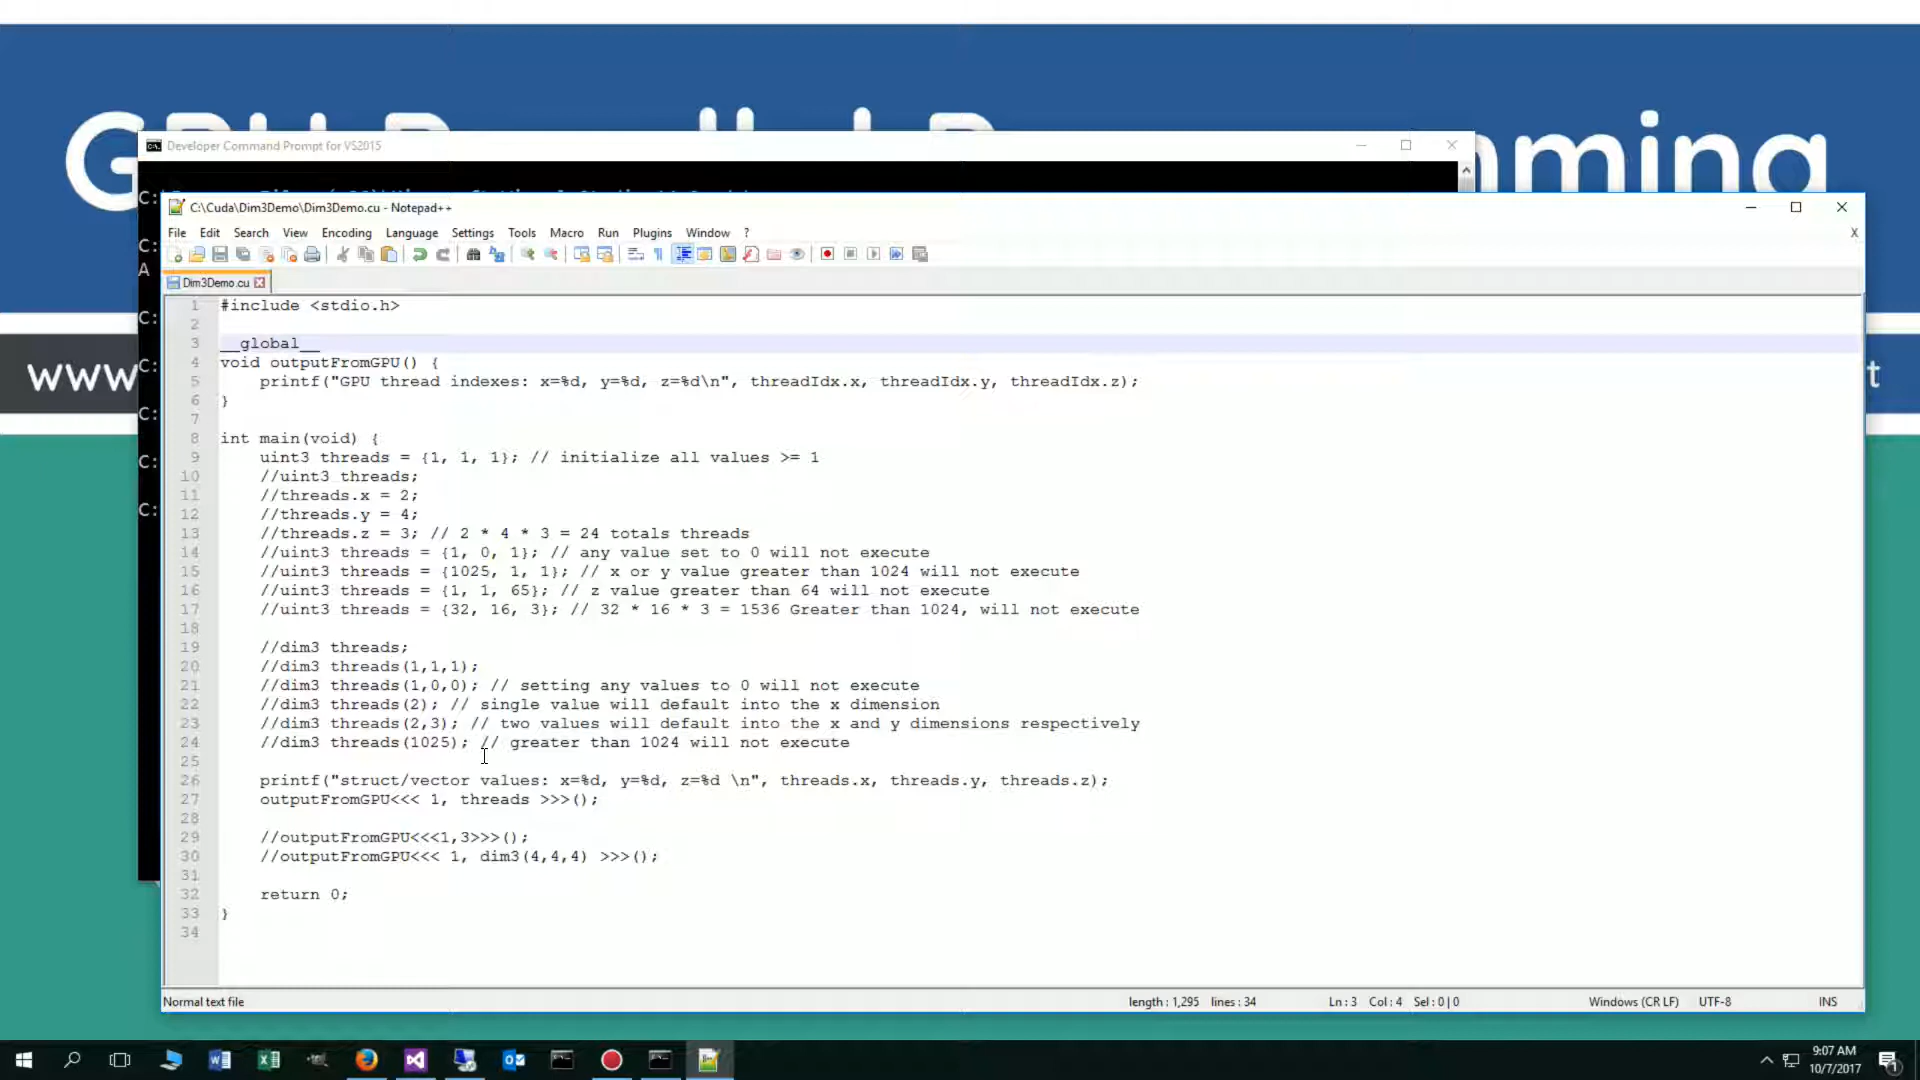 mming
WWW.
t
Developer Command Prompt for VS2015
C:
C:
A
C:
C:
C:
C:
C:
C:\Cuda\Dim3Demo\Dim3Demo.cu - Notepad++
File Edit Search View Encoding Language Settings Tools Macro Run Plugins Window ? X
Dim3Demo.cu
1 #include <stdio.h>
2
3 __global__
4 void outputFromGPU() {
5 printf("GPU thread indexes: x=%d, y=%d, z=%d\n", threadIdx.x, threadIdx.y, threadIdx.z);
6 }
7
8 int main(void) {
9 uint3 threads = {1, 1, 1}; // initialize all values >= 1
10 //uint3 threads;
11 //threads.x = 2;
12 //threads.y = 4;
13 //threads.z = 3; // 2 * 4 * 3 = 24 totals threads
14 //uint3 threads = {1, 0, 1}; // any value set to 0 will not execute
15 //uint3 threads = {1025, 1, 1}; // x or y value greater than 1024 will not execute
16 //uint3 threads = {1, 1, 65}; // z value greater than 64 will not execute
17 //uint3 threads = {32, 16, 3}; // 32 * 16 * 3 = 1536 Greater than 1024, will not execute
18
19 //dim3 threads;
20 //dim3 threads(1,1,1);
21 //dim3 threads(1,0,0); // setting any values to 0 will not execute
22 //dim3 threads(2); // single value will default into the x dimension
23 //dim3 threads(2,3); // two values will default into the x and y dimensions respectively
24 //dim3 threads(1025); // greater than 1024 will not execute
25
26 printf("struct/vector values: x=%d, y=%d, z=%d \n", threads.x, threads.y, threads.z);
27 outputFromGPU<<< 1, threads >>>();
28
29 //outputFromGPU<<<1,3>>>();
30 //outputFromGPU<<< 1, dim3(4,4,4) >>>();
31
32 return 0;
33 }
34
Normal text file length : 1,295 lines : 34 Ln : 3 Col : 4 Sel : 0 | 0 Windows (CR LF) UTF-8 INS
9:07 AM
10/7/2017
1